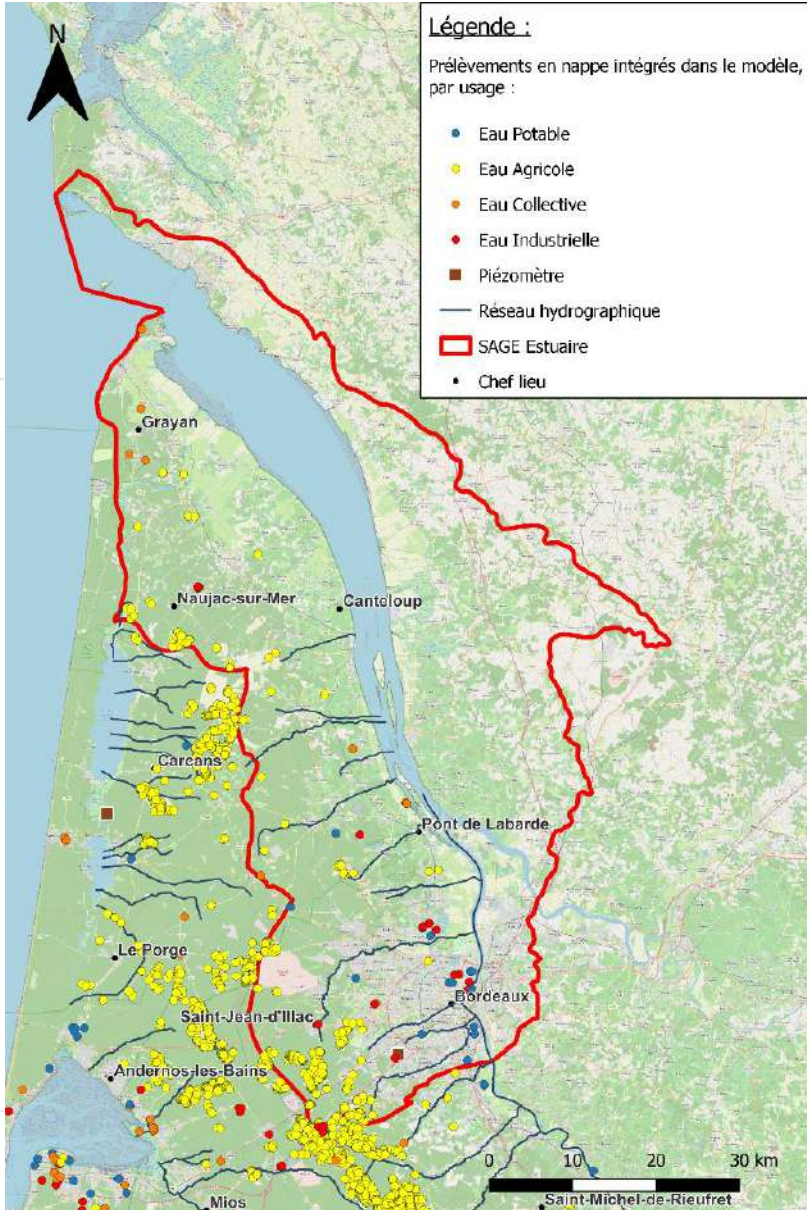 N
Légende :
Prélèvements en nappe intégrés dans le modèle,
par usage :
Eau Potable
Eau Agricole
Eau Collective
Eau Industrielle
Piézomètre
Réseau hydrographique
SAGE Estuaire
Chef lieu
Grayan
Naujac-sur-Mer
Canteloup
Carcans
Pont de Labarde
Le Porge
Bordeaux
Saint-Jean-d'Illac
Andernos-les-Bains
0 10 20 30 km
Mios
Saint-Michel-de-Rieufret